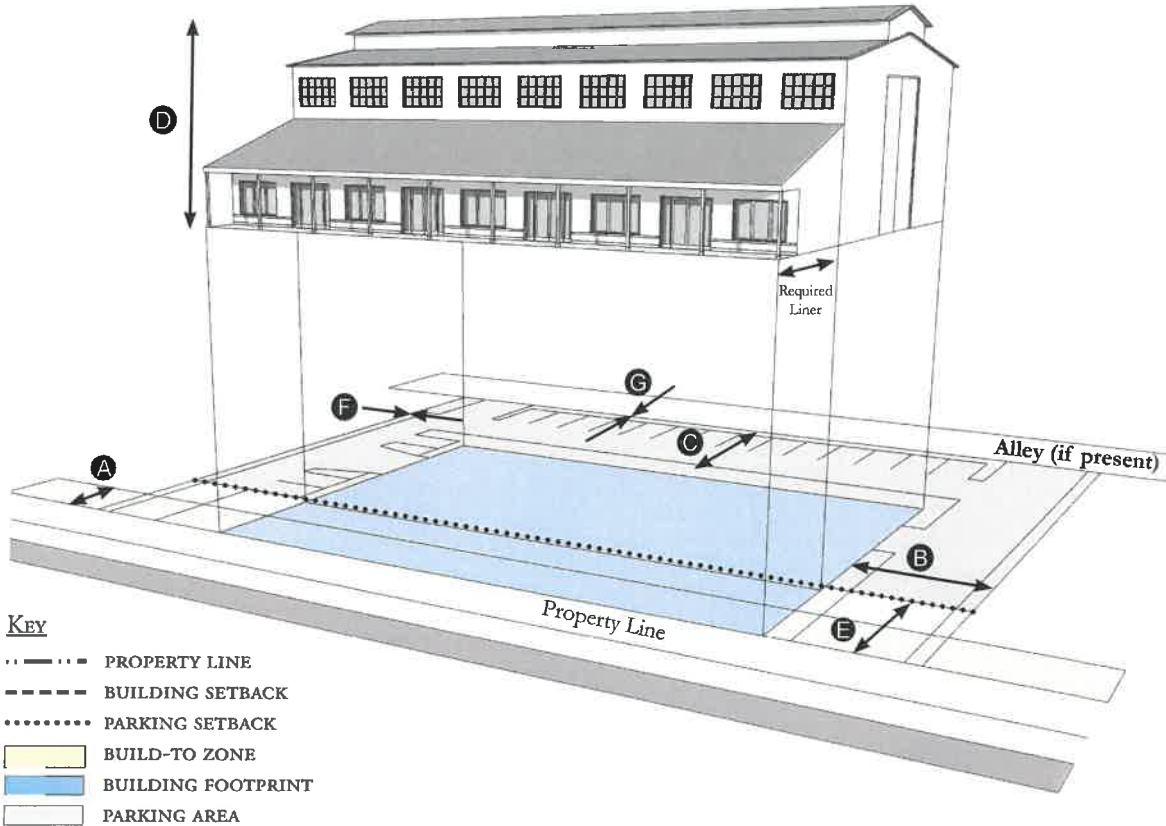 D
Required
Liner
G
F
C
Alley (if present)
A
B
Property Line
E
KEY
PROPERTY LINE
BUILDING SETBACK
PARKING SETBACK
BUILD-TO ZONE
BUILDING FOOTPRINT
PARKING AREA